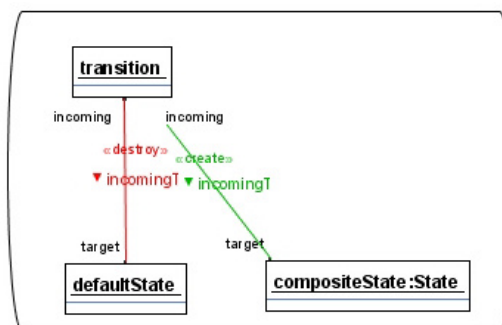 transition
incoming incoming
«destroy» «create»
▼ incomingT ▼ incomingT
target target
defaultState compositeState:State